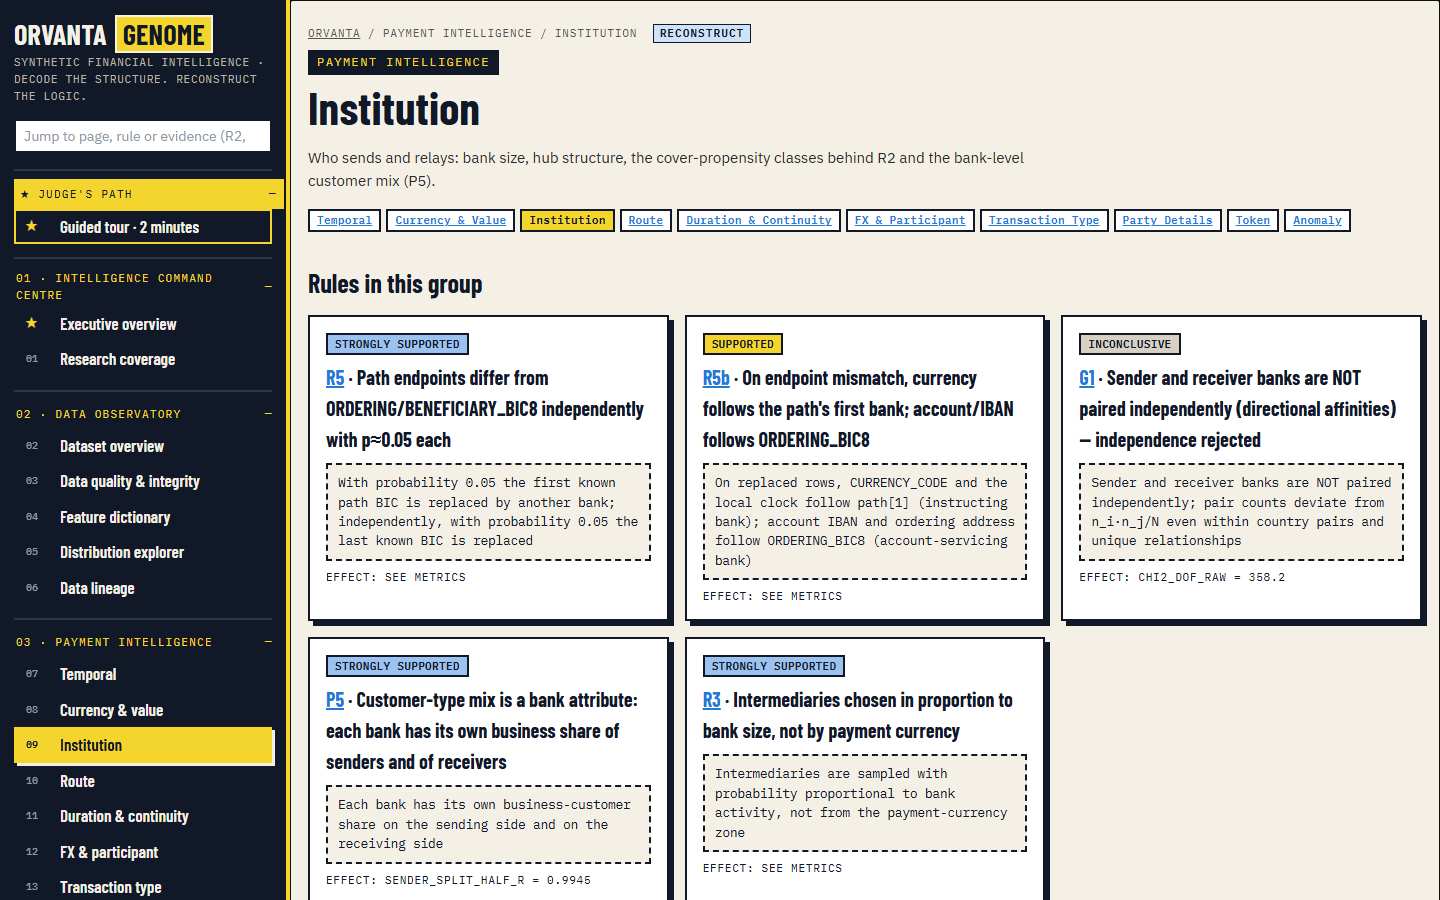 ORVANTA GENOME
SYNTHETIC FINANCIAL INTELLIGENCE ·
DECODE THE STRUCTURE. RECONSTRUCT
THE LOGIC.
Jump to page, rule or evidence (R2,
★ JUDGE'S PATH −
★ Guided tour · 2 minutes
01 · INTELLIGENCE COMMAND
CENTRE −
★ Executive overview
01 Research coverage
02 · DATA OBSERVATORY −
02 Dataset overview
03 Data quality & integrity
04 Feature dictionary
05 Distribution explorer
06 Data lineage
03 · PAYMENT INTELLIGENCE −
07 Temporal
08 Currency & value
09 Institution
10 Route
11 Duration & continuity
12 FX & participant
13 Transaction type
ORVANTA / PAYMENT INTELLIGENCE / INSTITUTION RECONSTRUCT
PAYMENT INTELLIGENCE
Institution
Who sends and relays: bank size, hub structure, the cover-propensity classes behind R2 and the bank-level
customer mix (P5).
Temporal Currency & Value Institution Route Duration & Continuity FX & Participant Transaction Type Party Details Token Anomaly
Rules in this group
STRONGLY SUPPORTED
R5 · Path endpoints differ from
ORDERING/BENEFICIARY_BIC8 independently
with p≈0.05 each
With probability 0.05 the first known
path BIC is replaced by another bank;
independently, with probability 0.05 the
last known BIC is replaced
EFFECT: SEE METRICS
SUPPORTED
R5b · On endpoint mismatch, currency
follows the path's first bank; account/IBAN
follows ORDERING_BIC8
On replaced rows, CURRENCY_CODE and the
local clock follow path[1] (instructing
bank); account IBAN and ordering address
follow ORDERING_BIC8 (account-servicing
bank)
EFFECT: SEE METRICS
INCONCLUSIVE
G1 · Sender and receiver banks are NOT
paired independently (directional affinities)
— independence rejected
Sender and receiver banks are NOT paired
independently; pair counts deviate from
n_i·n_j/N even within country pairs and
unique relationships
EFFECT: CHI2_DOF_RAW = 358.2
STRONGLY SUPPORTED
P5 · Customer-type mix is a bank attribute:
each bank has its own business share of
senders and of receivers
Each bank has its own business-customer
share on the sending side and on the
receiving side
EFFECT: SENDER_SPLIT_HALF_R = 0.9945
STRONGLY SUPPORTED
R3 · Intermediaries chosen in proportion to
bank size, not by payment currency
Intermediaries are sampled with
probability proportional to bank
activity, not from the payment-currency
zone
EFFECT: SEE METRICS